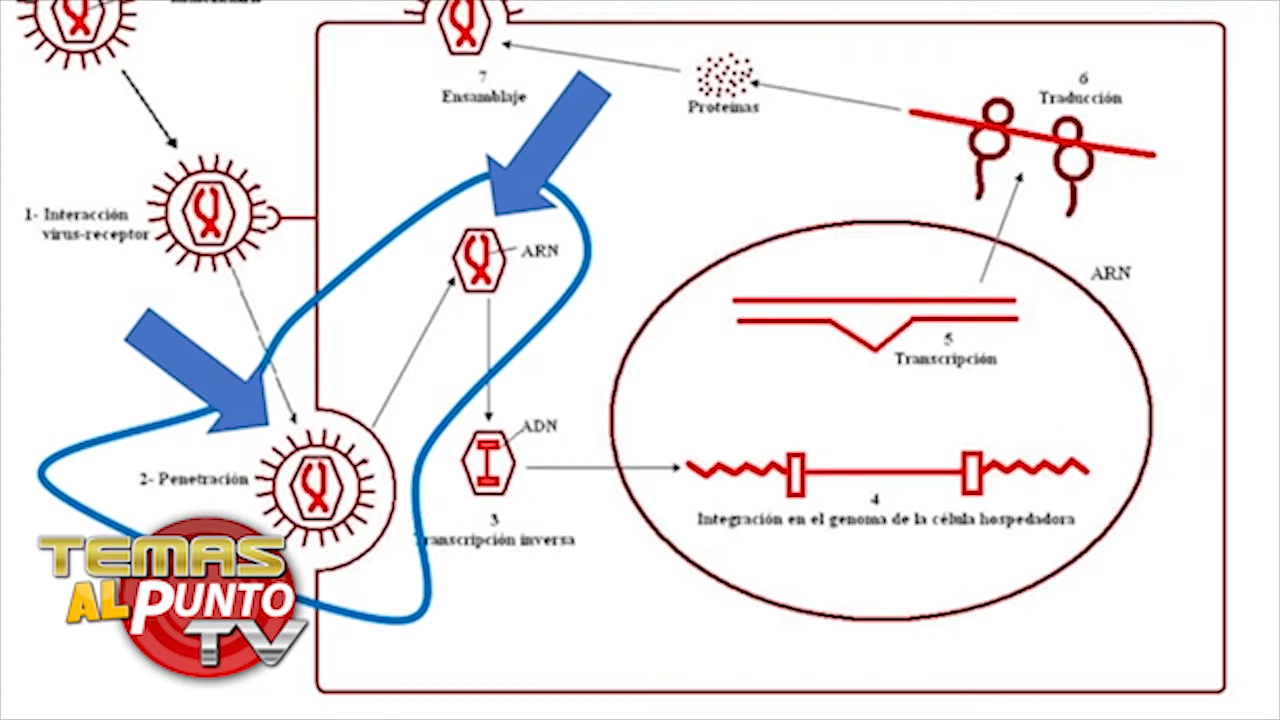 7
Ensamblaje
Proteínas
6
Traducción
1- Interacción
virus-receptor
ARN
ARN
5
Transcripción
ADN
2- Penetración
4
Integración en el genoma de la célula hospedadora
3
Transcripción inversa
TEMAS
AL PUNTO
TV